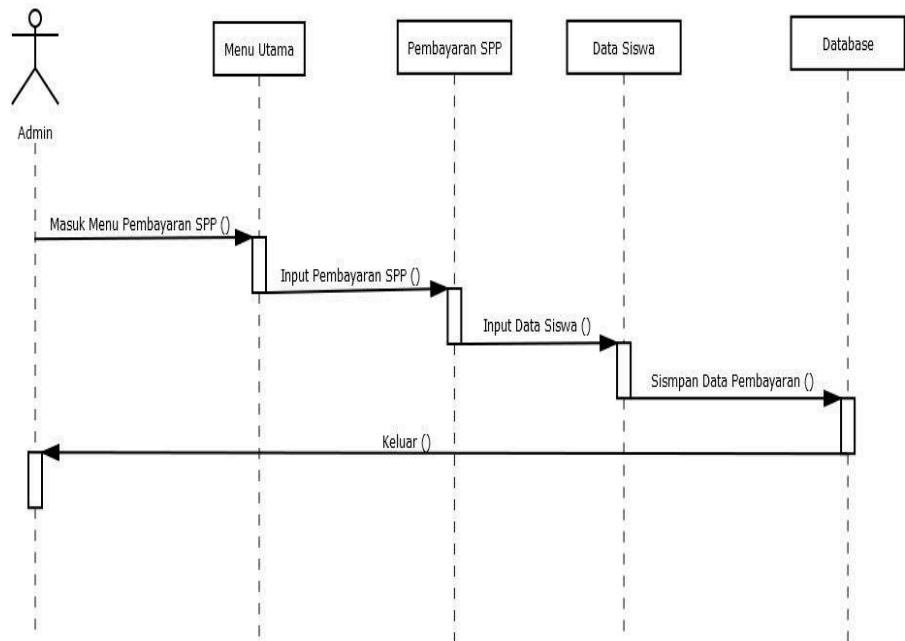 Menu Utama
Pembayaran SPP
Data Siswa
Database
Admin
Masuk Menu Pembayaran SPP ()
Input Pembayaran SPP ()
Input Data Siswa ()
Sismpan Data Pembayaran ()
Keluar ()